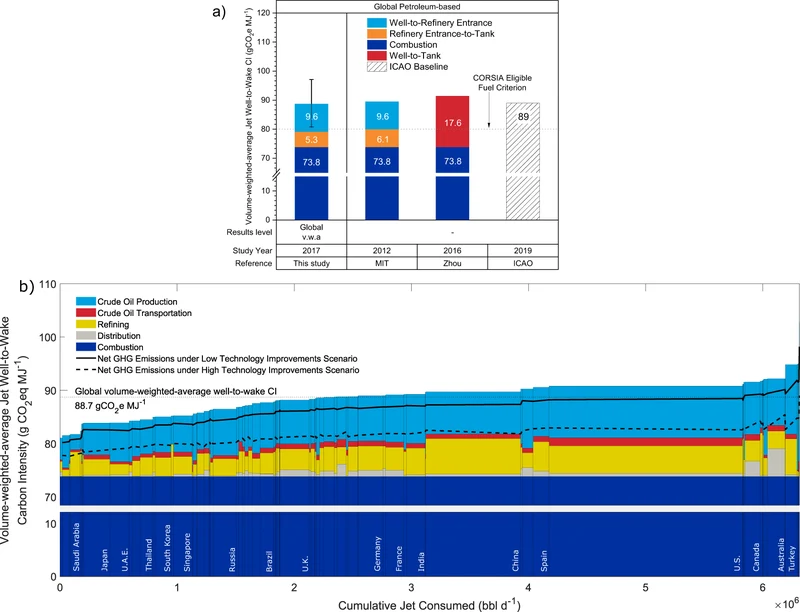 a)
Global Petroleum-based
Volume-weighted-average Jet Well-to-Wake CI (gCO2e MJ-1)
120
110
100
90
80
70
10
0
Well-to-Refinery Entrance
Refinery Entrance-to-Tank
Combustion
Well-to-Tank
ICAO Baseline
CORSIA Eligible
Fuel Criterion
9.6
5.3
73.8
9.6
6.1
73.8
17.6
73.8
89
Results level
Global
v.w.a
-
Study Year
2017
2012
2016
2019
Reference
This study
MIT
Zhou
ICAO
b)
Volume-weighted-average Jet Well-to-Wake
Carbon Intensity (g CO2eq MJ-1)
110
100
90
80
70
10
0
Crude Oil Production
Crude Oil Transportation
Refining
Distribution
Combustion
Net GHG Emissions under Low Technology Improvements Scenario
Net GHG Emissions under High Technology Improvements Scenario
Global volume-weighted-average well-to-wake CI
88.7 gCO2e MJ-1
Saudi Arabia
Japan
U.A.E.
Thailand
South Korea
Singapore
Russia
Brazil
U.K.
Germany
France
India
China
Spain
U.S.
Canada
Australia
Turkey
0
1
2
3
4
5
6
×106
Cumulative Jet Consumed (bbl d-1)